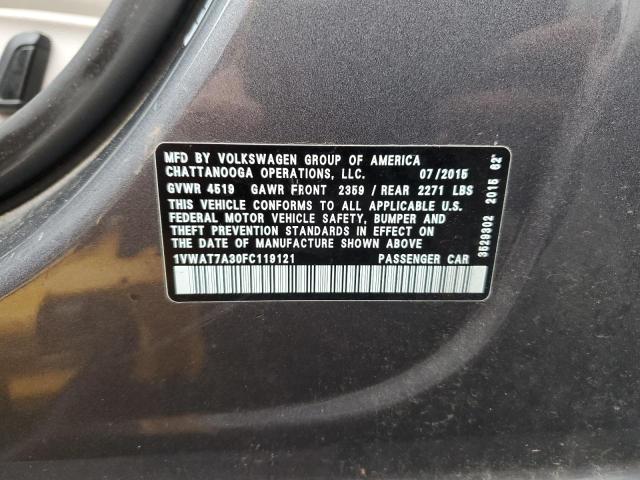 MFD BY VOLKSWAGEN GROUP OF AMERICA
CHATTANOOGA OPERATIONS, LLC. 07/2015
GVWR 4519 GAWR FRONT 2359 / REAR 2271 LBS
THIS VEHICLE CONFORMS TO ALL APPLICABLE U.S.
FEDERAL MOTOR VEHICLE SAFETY, BUMPER AND
THEFT PREVENTION STANDARDS IN EFFECT ON
THE DATE OF MANUFACTURE SHOWN ABOVE
1VWAT7A30FC119121 PASSENGER CAR
3529302 2015 62"